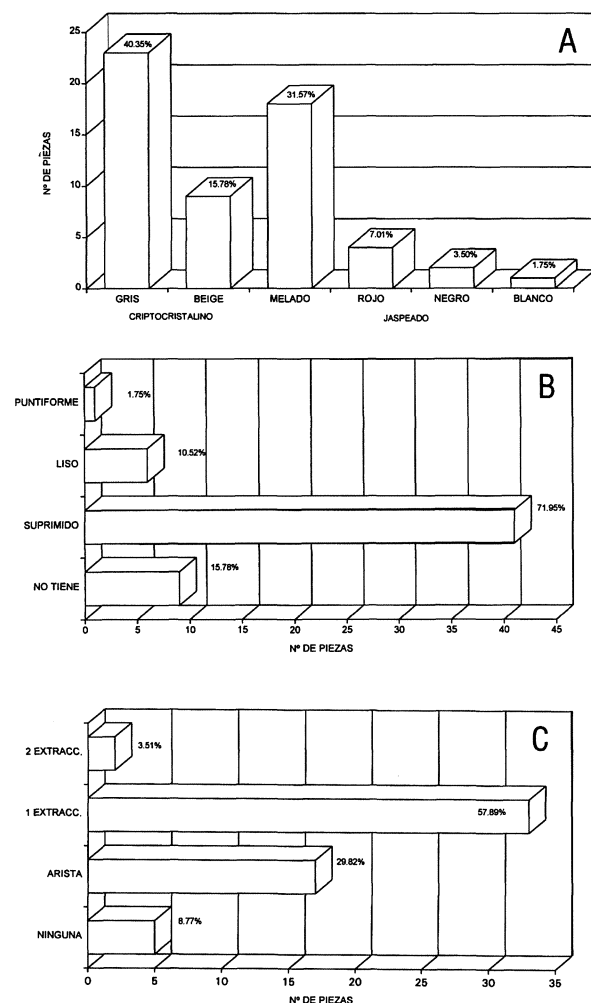 A
25
20
15
10
5
0
Nº DE PIEZAS
40.35%
15.78%
31.57%
7.01%
3.50%
1.75%
GRIS BEIGE MELADO ROJO NEGRO BLANCO
CRIPTOCRISTALINO JASPEADO
B
PUNTIFORME 1.75%
LISO 10.52%
SUPRIMIDO 71.95%
NO TIENE 15.78%
0 5 10 15 20 25 30 35 40 45
Nº DE PIEZAS
C
2 EXTRACC. 3.51%
1 EXTRACC. 57.89%
ARISTA 29.82%
NINGUNA 8.77%
0 5 10 15 20 25 30 35
Nº DE PIEZAS